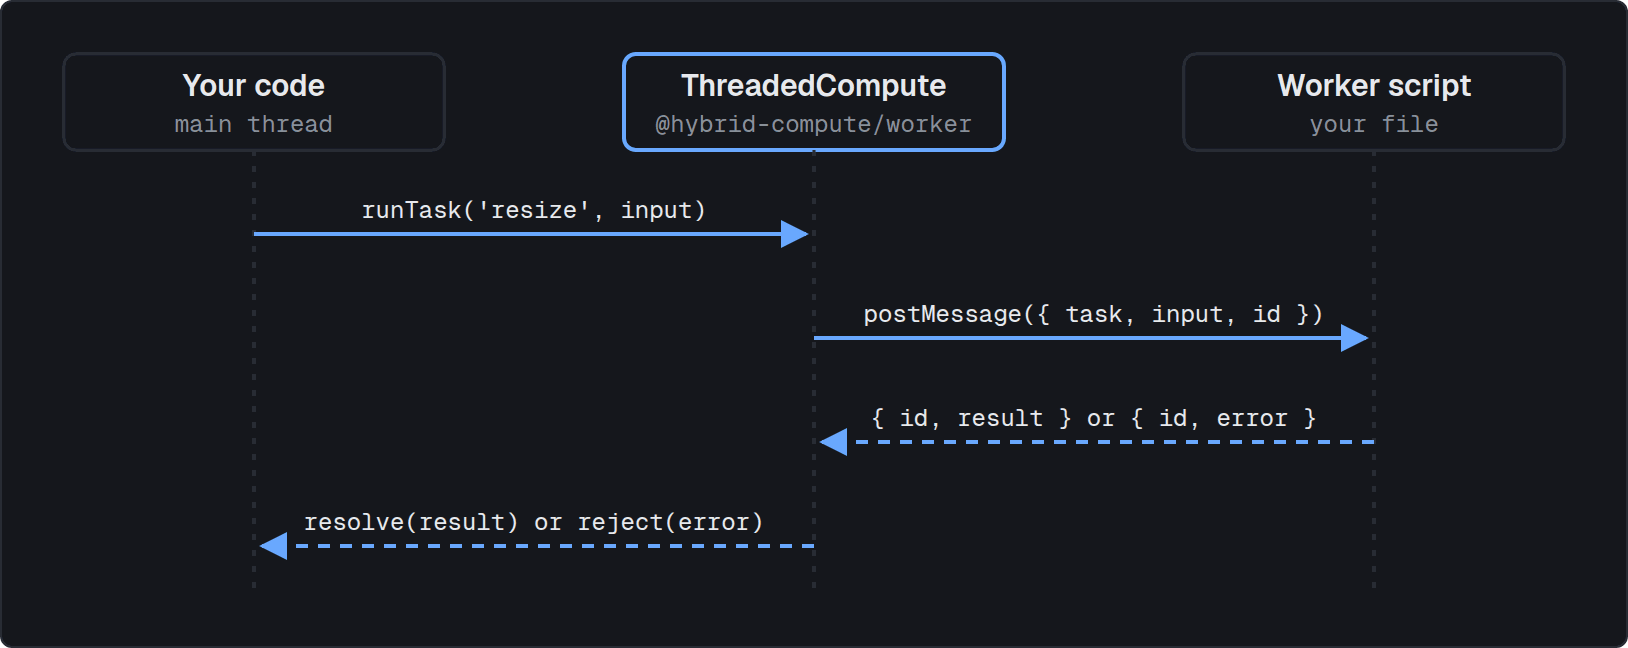 Your code
main thread
ThreadedCompute
@hybrid-compute/worker
Worker script
your file
runTask('resize', input)
postMessage({ task, input, id })
{ id, result } or { id, error }
resolve(result) or reject(error)